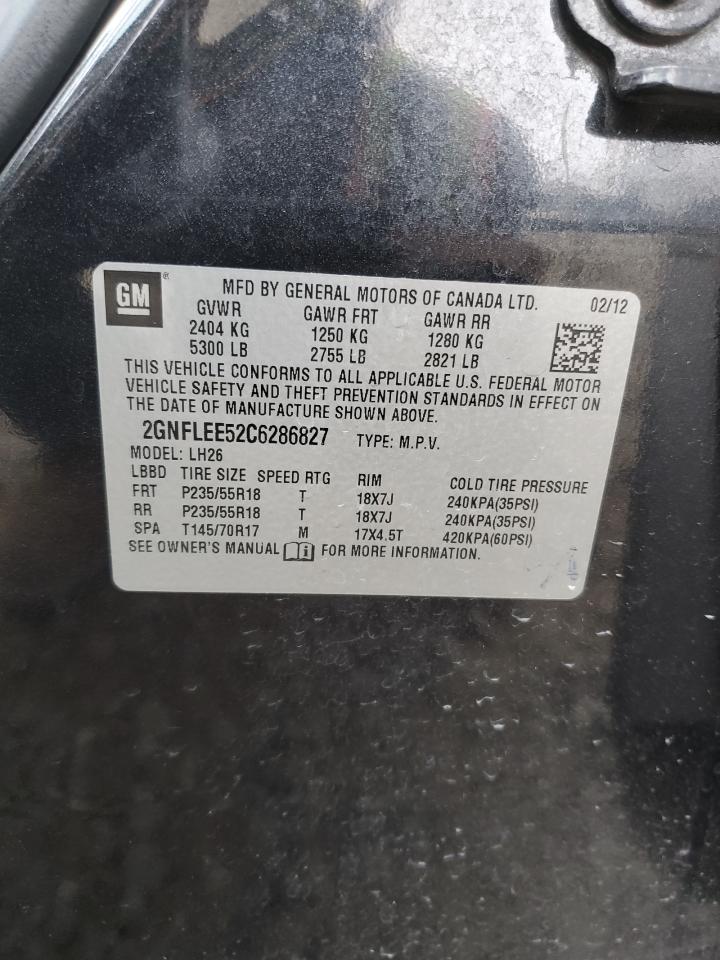 GM ®
MFD BY GENERAL MOTORS OF CANADA LTD. 02/12
GVWR GAWR FRT GAWR RR
2404 KG 1250 KG 1280 KG
5300 LB 2755 LB 2821 LB
THIS VEHICLE CONFORMS TO ALL APPLICABLE U.S. FEDERAL MOTOR
VEHICLE SAFETY AND THEFT PREVENTION STANDARDS IN EFFECT ON
THE DATE OF MANUFACTURE SHOWN ABOVE.
2GNFLEE52C6286827 TYPE: M.P.V.
MODEL: LH26
LBBD TIRE SIZE SPEED RTG RIM COLD TIRE PRESSURE
FRT P235/55R18 T 18X7J 240KPA(35PSI)
RR P235/55R18 T 18X7J 240KPA(35PSI)
SPA T145/70R17 M 17X4.5T 420KPA(60PSI)
SEE OWNER'S MANUAL FOR MORE INFORMATION.